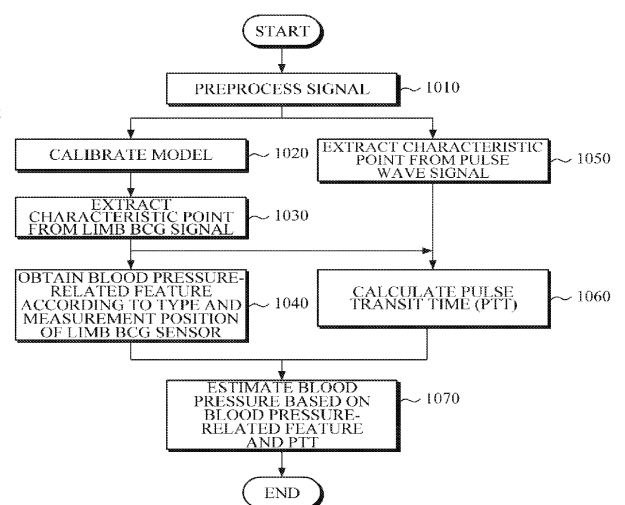 START
PREPROCESS SIGNAL
1010
CALIBRATE MODEL
1020
EXTRACT CHARACTERISTIC
POINT FROM PULSE
WAVE SIGNAL
1050
EXTRACT
CHARACTERISTIC POINT
FROM LIMB BCG SIGNAL
1030
OBTAIN BLOOD PRESSURE-
RELATED FEATURE
ACCORDING TO TYPE AND
MEASUREMENT POSITION
OF LIMB BCG SENSOR
1040
CALCULATE PULSE
TRANSIT TIME (PTT)
1060
ESTIMATE BLOOD
PRESSURE BASED ON
BLOOD PRESSURE-
RELATED FEATURE
AND PTT
1070
END